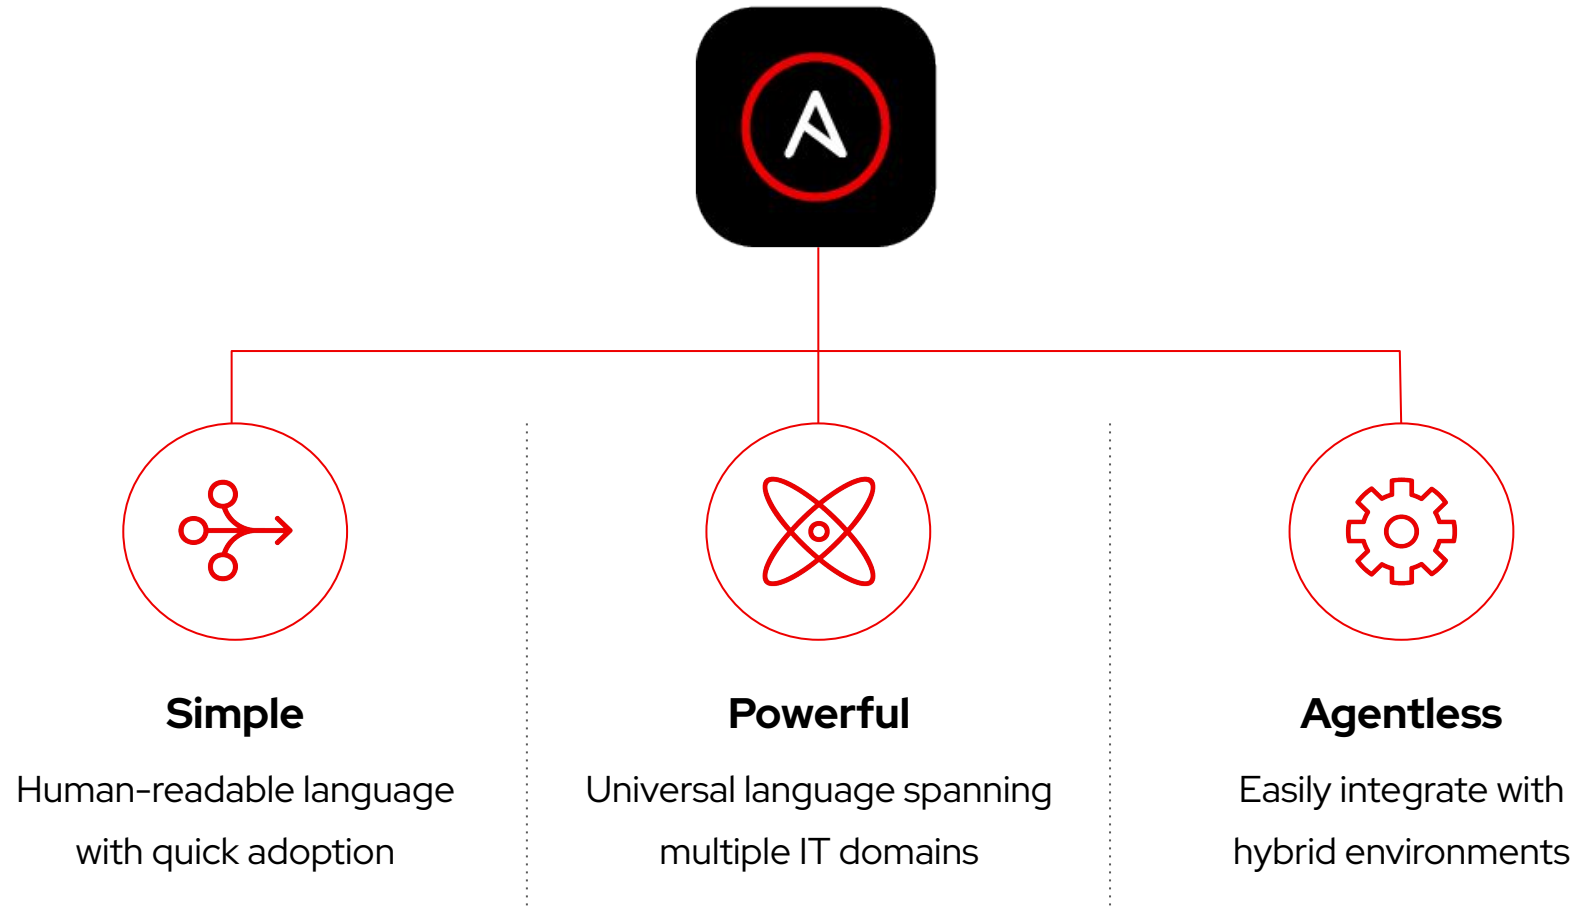 Simple
Human-readable language
with quick adoption
Powerful
Universal language spanning
multiple IT domains
Agentless
Easily integrate with
hybrid environments